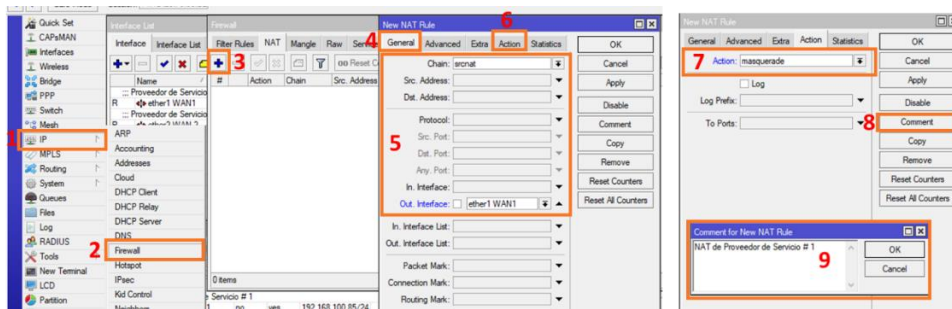 Quick Set
CAPsMAN
Interfaces
Wireless
Bridge
PPP
Switch
Mesh
1 IP
MPLS
Routing
System
Queues
Files
Log
RADIUS
Tools
New Terminal
LCD
Partition
Interface List
Interface Interface List
Name
::: Proveedor de Servicio
R ether1 WAN1
::: Proveedor de Servicio
ARP
Accounting
Addresses
Cloud
DHCP Client
DHCP Relay
DHCP Server
DNS
2 Firewall
Hotspot
IPsec
Kid Control
Firewall
Filter Rules NAT Mangle Raw
3
# Action Chain Src. Address
0 items
Servicio # 1
no yes 192.168.100.85/24
New NAT Rule
4 6
General Advanced Extra Action Statistics
Chain: srcnat
Src. Address:
Dst. Address:
Protocol:
5
Src. Port:
Dst. Port:
Any. Port:
In. Interface:
Out. Interface: ether1 WAN1
In. Interface List:
Out. Interface List:
Packet Mark:
Connection Mark:
Routing Mark:
OK
Cancel
Apply
Disable
Comment
Copy
Remove
Reset Counters
Reset All Counters
New NAT Rule
General Advanced Extra Action Statistics
7 Action: masquerade
Log
Log Prefix:
To Ports:
OK
Cancel
Apply
Disable
8 Comment
Copy
Remove
Reset Counters
Reset All Counters
Comment for New NAT Rule
NAT de Proveedor de Servicio # 1
9
OK
Cancel